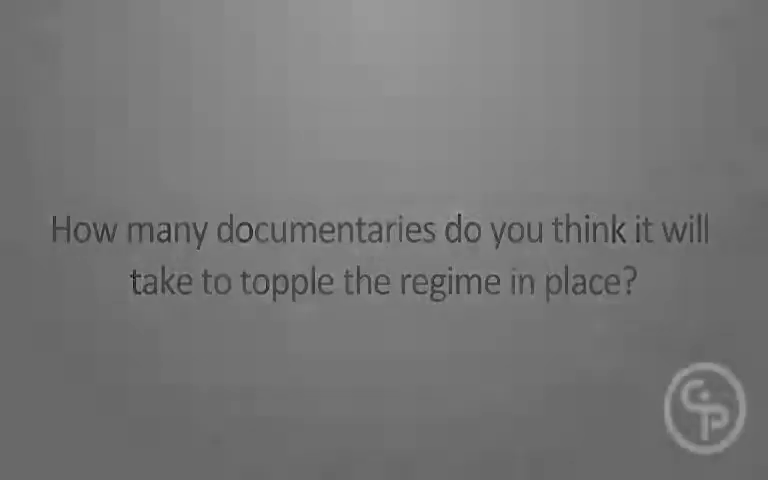 How many documentaries do you think it will
take to topple the regime in place?